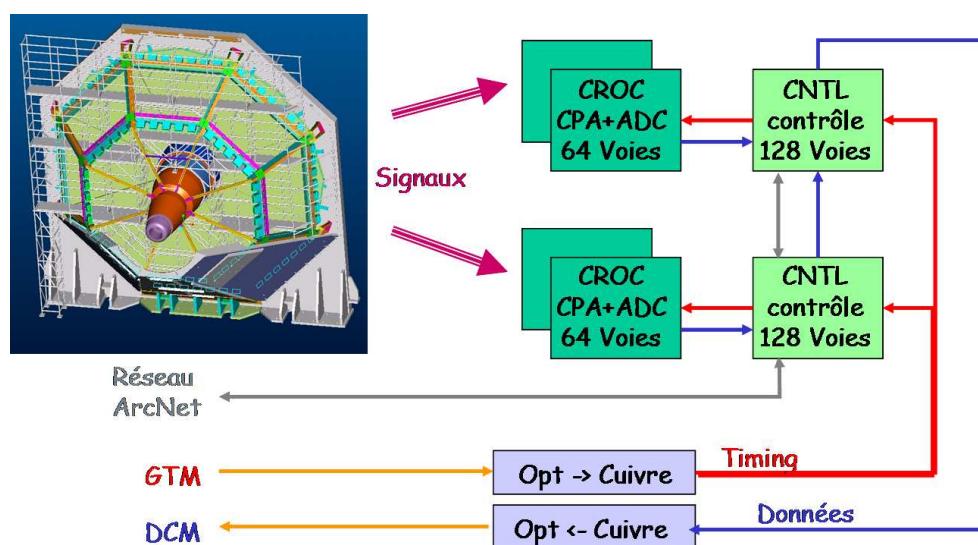 Signaux
CROC
CPA+ADC
64 Voies
CNTL
contrôle
128 Voies
CROC
CPA+ADC
64 Voies
CNTL
contrôle
128 Voies
Réseau
ArcNet
GTM
Opt -> Cuivre
Timing
DCM
Opt <- Cuivre
Données